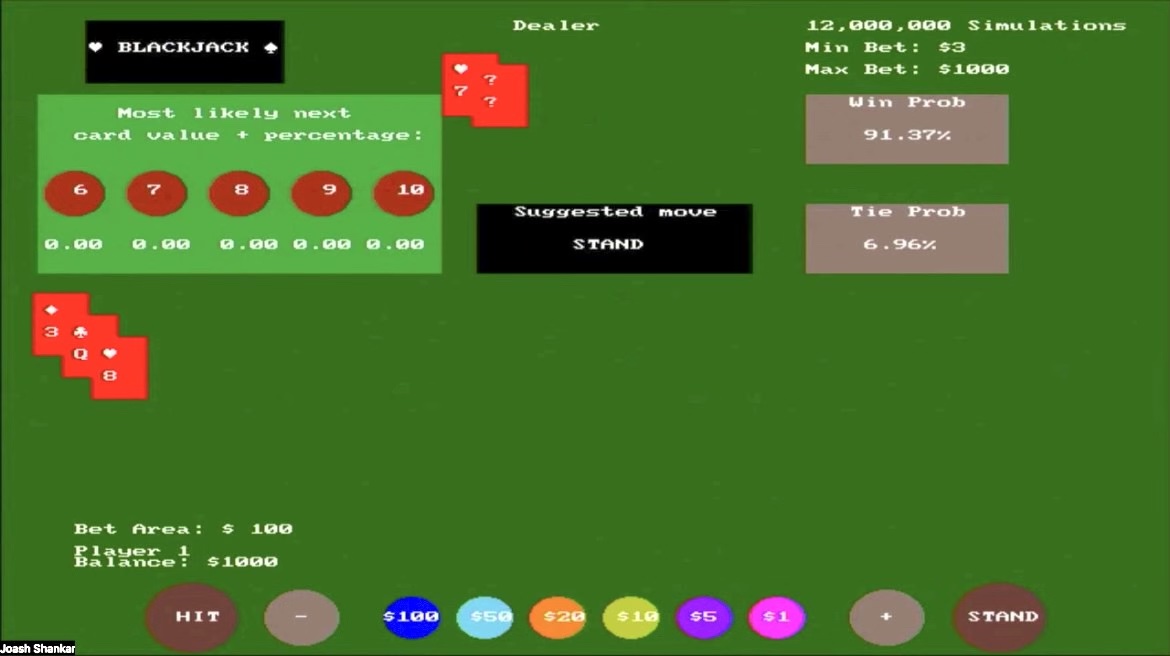 ♥ BLACKJACK ♠
Dealer
12,000,000 Simulations
Min Bet: $3
Max Bet: $1000
Most likely next
card value + percentage:
6 7 8 9 10
0.00 0.00 0.00 0.00 0.00
♥
7
?
?
Suggested move
STAND
Win Prob
91.37%
Tie Prob
6.96%
♦
3 ♣
Q ♥
8
Bet Area: $ 100
Player 1
Balance: $1000
HIT - $100 $50 $20 $10 $5 $1 + STAND
Joash Shankar